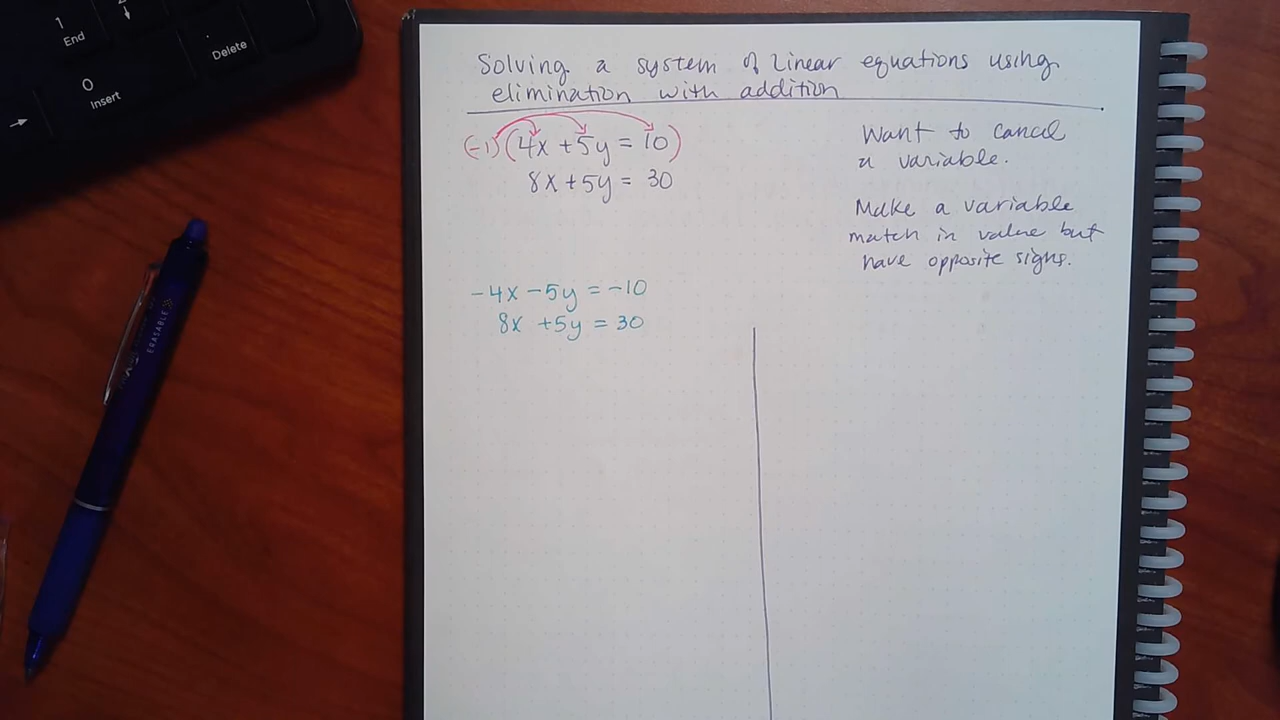 1
End
0
Insert
Delete
ERASABLE
Solving a system of linear equations using
elimination with addition
(-1)(4x + 5y = 10)
8x + 5y = 30
Want to cancel
a variable.
Make a variable
match in value but
have opposite signs.
-4x - 5y = -10
8x + 5y = 30